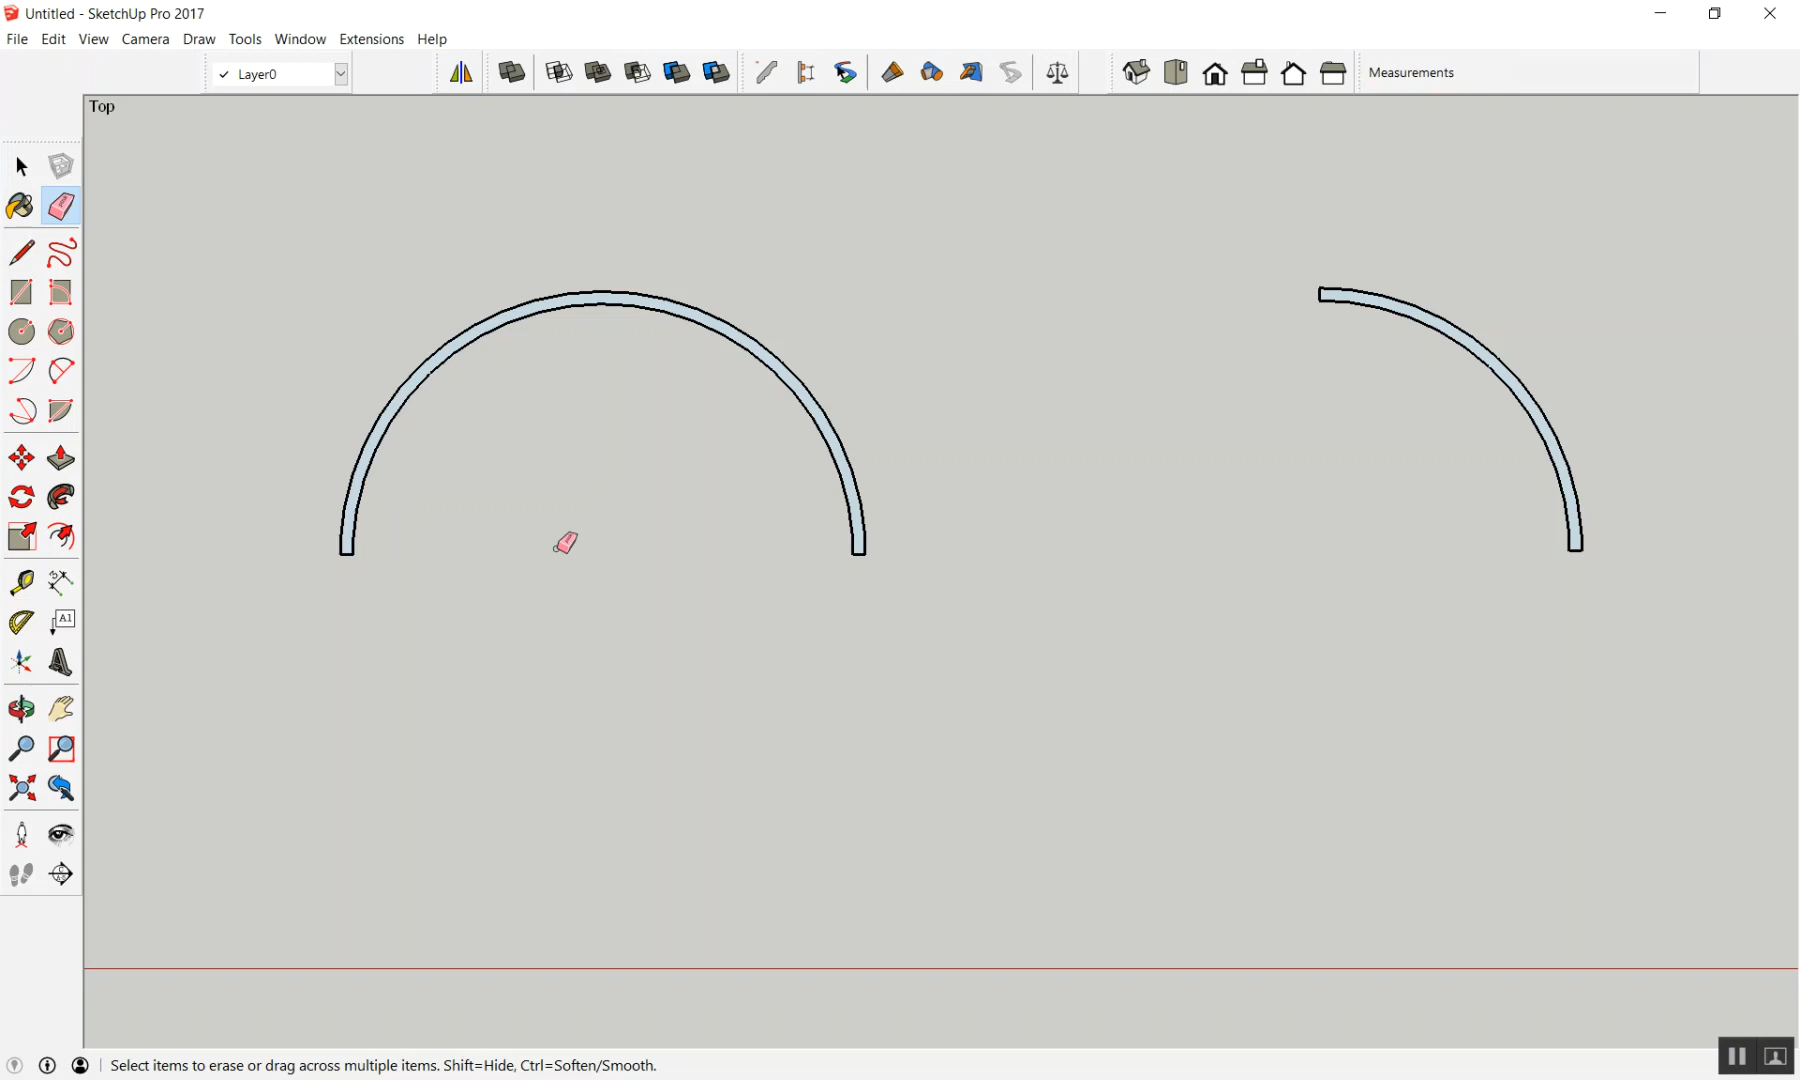 Untitled - SketchUp Pro 2017
File Edit View Camera Draw Tools Window Extensions Help
Layer0
Measurements
Top
A1
Select items to erase or drag across multiple items. Shift=Hide, Ctrl=Soften/Smooth.